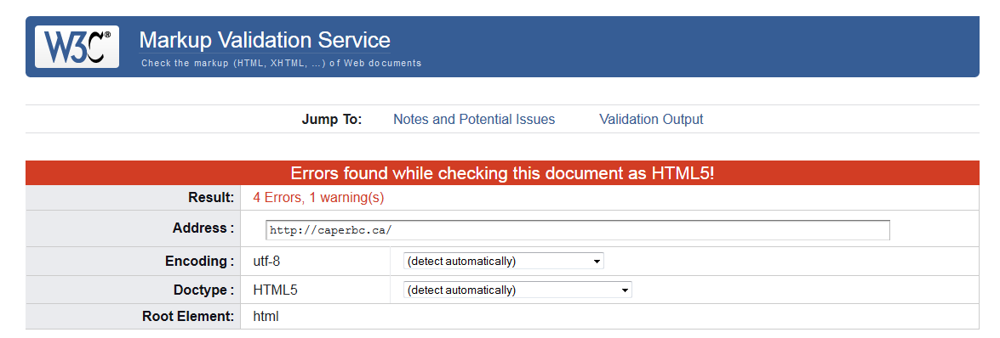 W3C®
Markup Validation Service
Check the markup (HTML, XHTML, …) of Web documents
Jump To: Notes and Potential Issues Validation Output
Errors found while checking this document as HTML5!
Result: 4 Errors, 1 warning(s)
Address : http://caperbc.ca/
Encoding : utf-8 (detect automatically)
Doctype : HTML5 (detect automatically)
Root Element: html